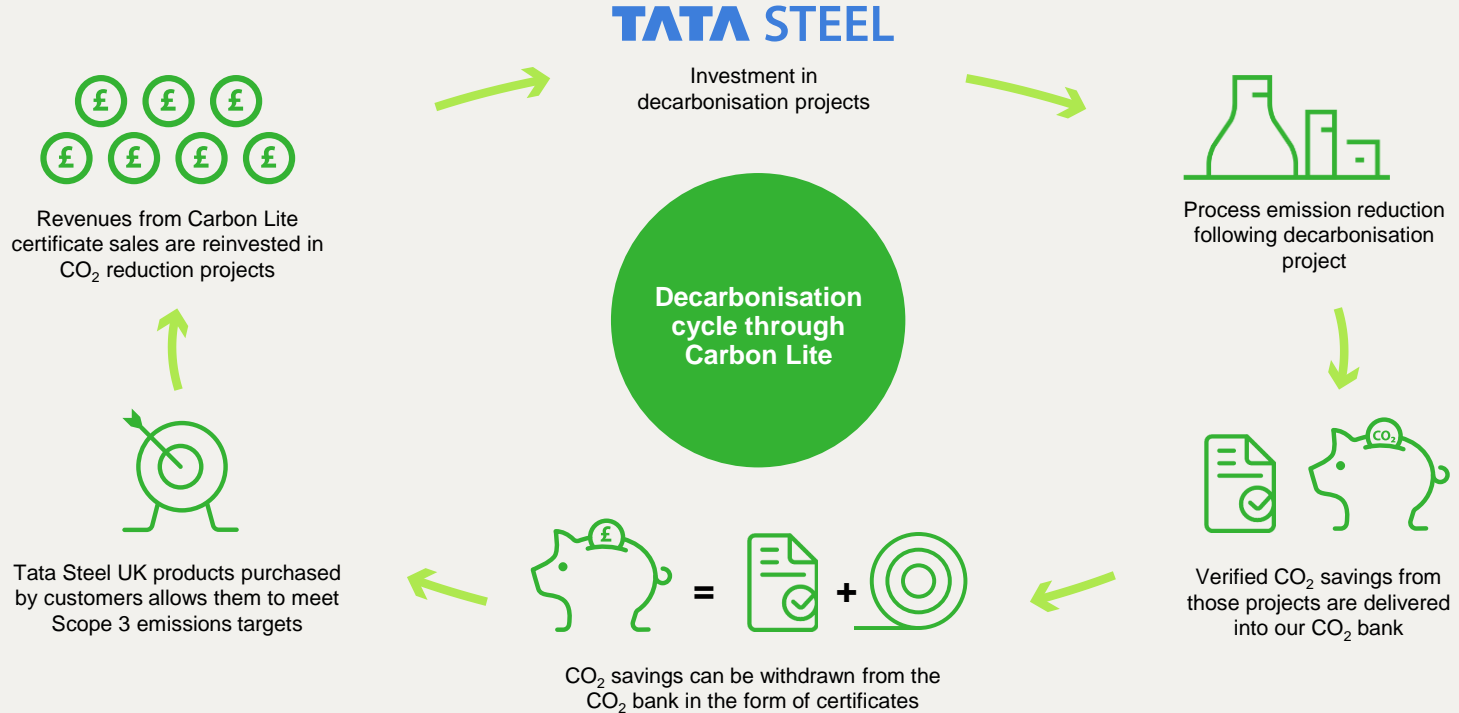 TATA STEEL
Investment in
decarbonisation projects
Process emission reduction
following decarbonisation
project
CO₂
Verified CO₂ savings from
those projects are delivered
into our CO₂ bank
£
=
+
CO₂ savings can be withdrawn from the
CO₂ bank in the form of certificates
Tata Steel UK products purchased
by customers allows them to meet
Scope 3 emissions targets
£ £ £
£ £ £ £
Revenues from Carbon Lite
certificate sales are reinvested in
CO₂ reduction projects
Decarbonisation
cycle through
Carbon Lite